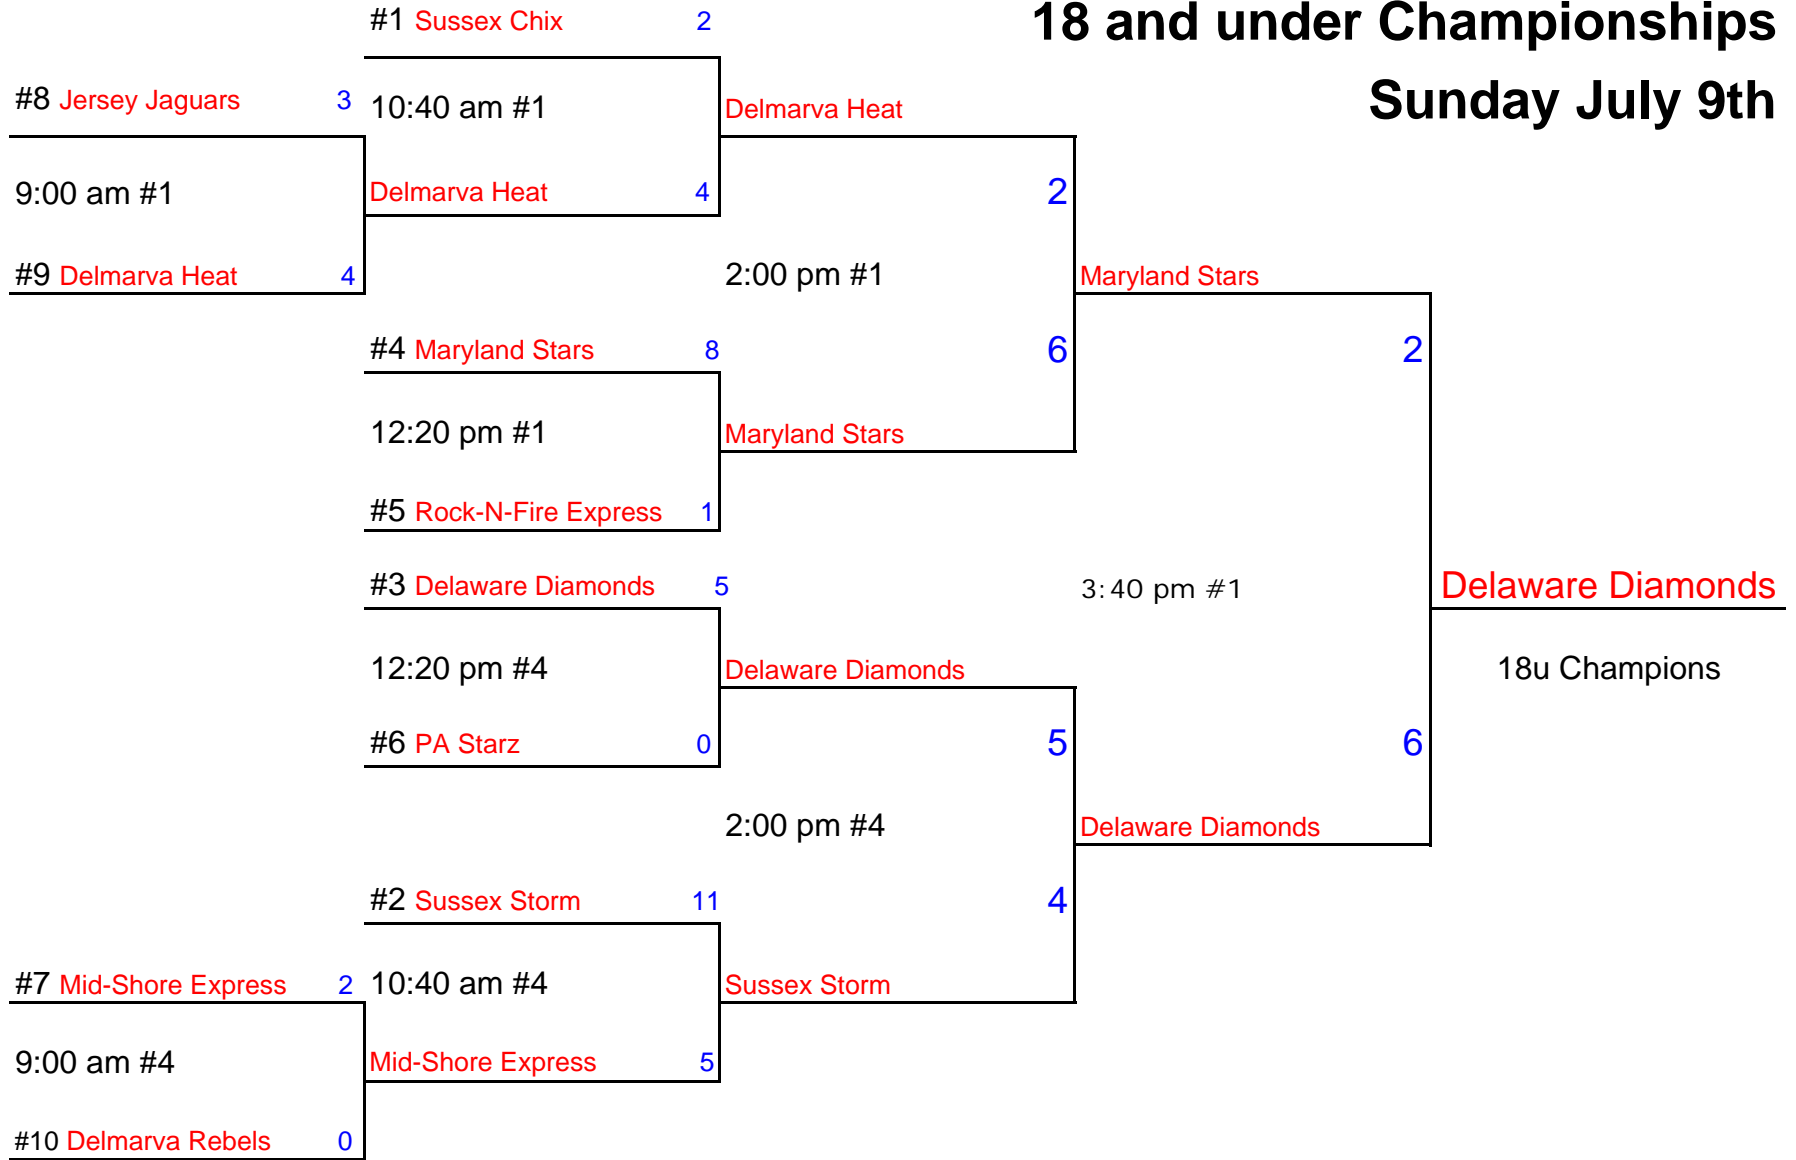 18 and under Championships
Sunday July 9th
#1 Sussex Chix 2
#8 Jersey Jaguars 3
10:40 am #1
Delmarva Heat
9:00 am #1
Delmarva Heat 4
2
#9 Delmarva Heat 4
2:00 pm #1
Maryland Stars
#4 Maryland Stars 8
6
2
12:20 pm #1
Maryland Stars
#5 Rock-N-Fire Express 1
#3 Delaware Diamonds 5
3:40 pm #1
Delaware Diamonds
12:20 pm #4
Delaware Diamonds
18u Champions
#6 PA Starz 0
5
6
2:00 pm #4
Delaware Diamonds
#2 Sussex Storm 11
4
#7 Mid-Shore Express 2
10:40 am #4
Sussex Storm
9:00 am #4
Mid-Shore Express 5
#10 Delmarva Rebels 0